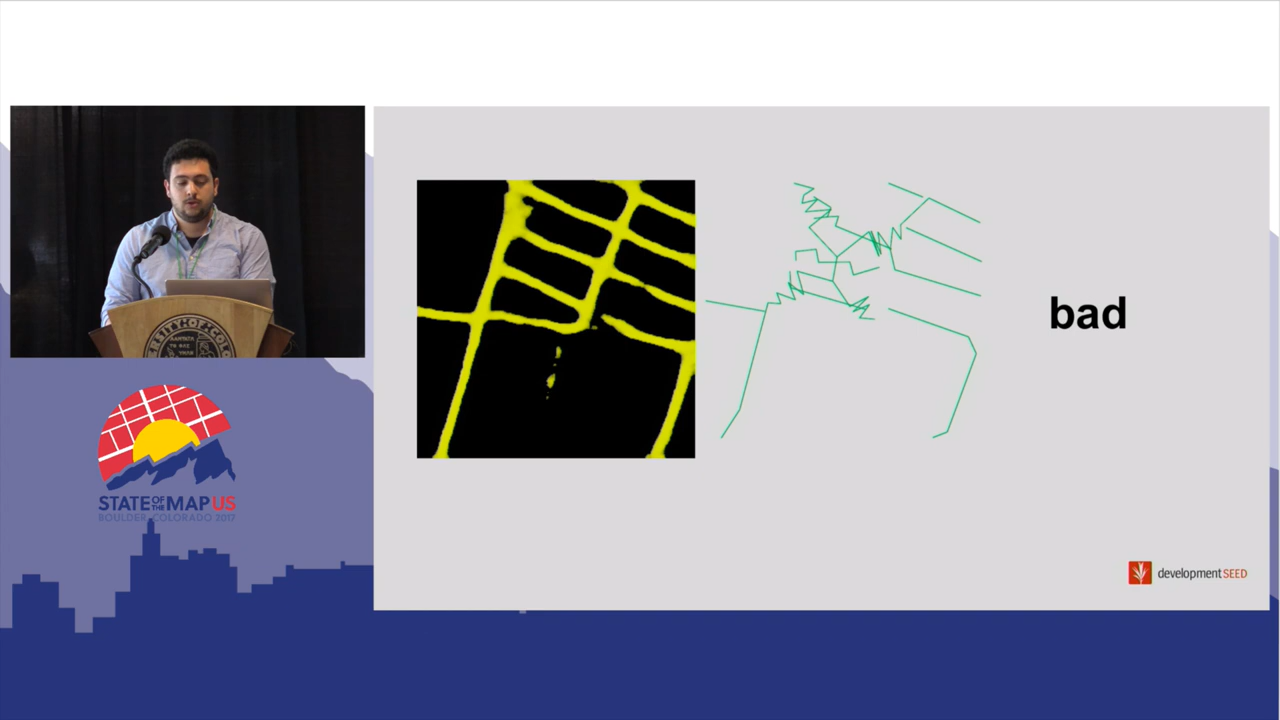 bad
developmentSEED
STATE OF THE MAP US
BOULDER, COLORADO 2017